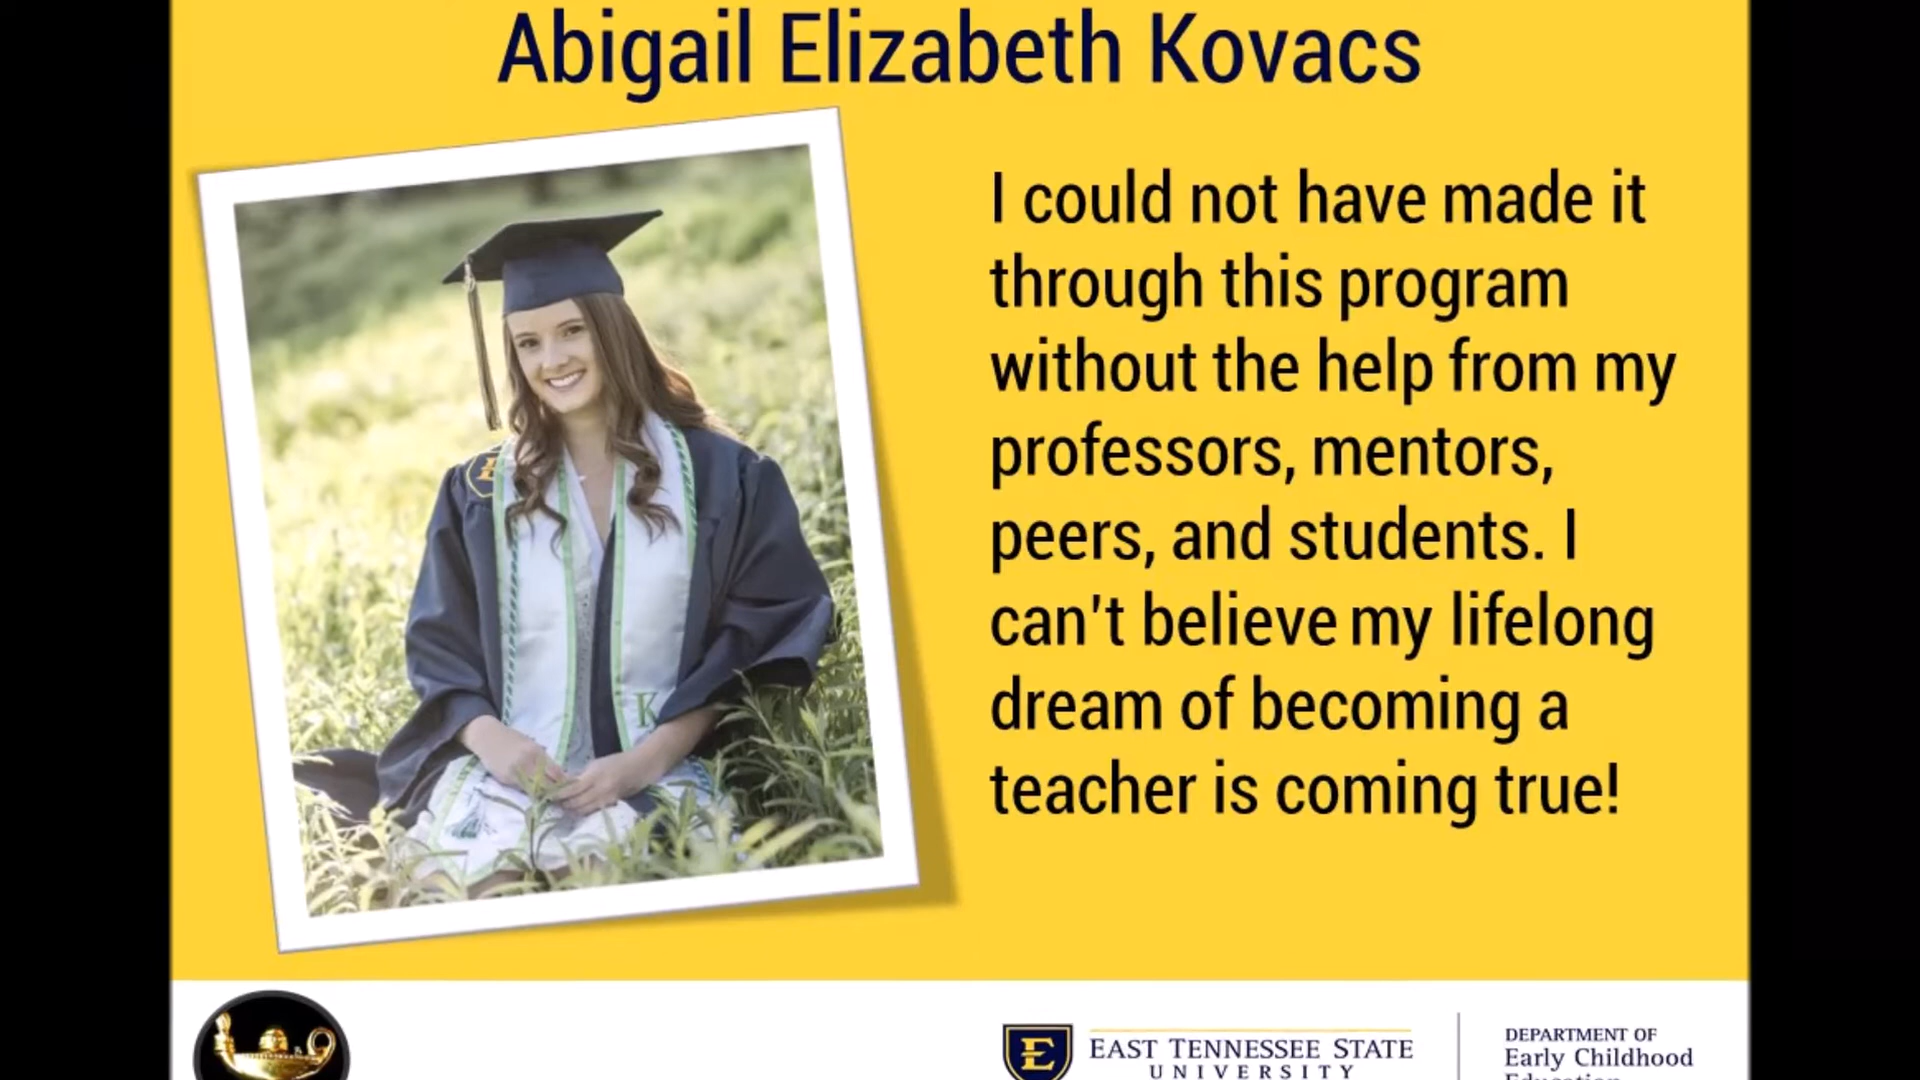 Abigail Elizabeth Kovacs
I could not have made it
through this program
without the help from my
professors, mentors,
peers, and students. I
can't believe my lifelong
dream of becoming a
teacher is coming true!
E
K
E
EAST TENNESSEE STATE
UNIVERSITY
DEPARTMENT OF
Early Childhood
Education